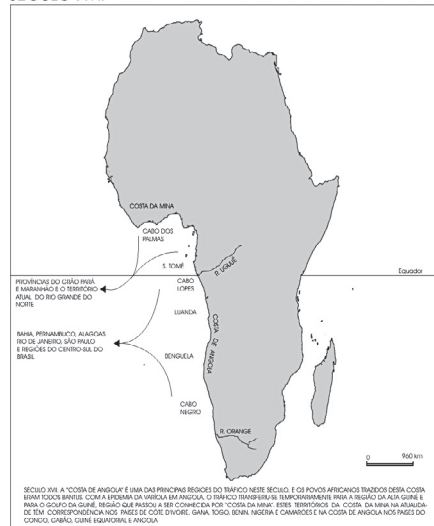 COSTA DA MINA
CABO DOS
PALMAS
S. TOMÉ
Equador
PROVÍNCIAS DO GRÃO PARÁ
E MARANHÃO E O TERRITÓRIO
ATUAL DO RIO GRANDE DO
NORTE
CABO
LOPES
LUANDA
COSTA DE ANGOLA
BAHIA, PERNAMBUCO, ALAGOAS
RIO DE JANEIRO, SÃO PAULO
E REGIÕES DO CENTRO-SUL DO
BRASIL
BENGUELA
CABO
NEGRO
R. ORANGE
0 960 km
SÉCULO XVII. A "COSTA DE ANGOLA" É UMA DAS PRINCIPAIS REGIÕES DO TRÁFICO NESTE SÉCULO, E OS POVOS AFRICANOS TRAZIDOS DESTA COSTA
ERAM TODOS BANTUS. COM A EPIDEMIA DA VARÍOLA EM ANGOLA, O TRÁFICO TRANSFERIU-SE TEMPORARIAMENTE PARA A REGIÃO DA ALTA GUINÉ E
PARA O GOLFO DA GUINÉ, REGIÃO QUE PASSOU A SER CONHECIDA POR "COSTA DA MINA". ESTES TERRITÓRIOS DA COSTA DA MINA NA ATUALIDA-
DE TÊM CORRESPONDÊNCIA NOS PAÍSES DE CÔTE D'IVOIRE, GANA, TOGO, BENIN, NIGÉRIA E CAMARÕES E NA COSTA DE ANGOLA NOS PAÍSES DO
CONGO, GABÃO, GUINÉ EQUATORIAL E ANGOLA